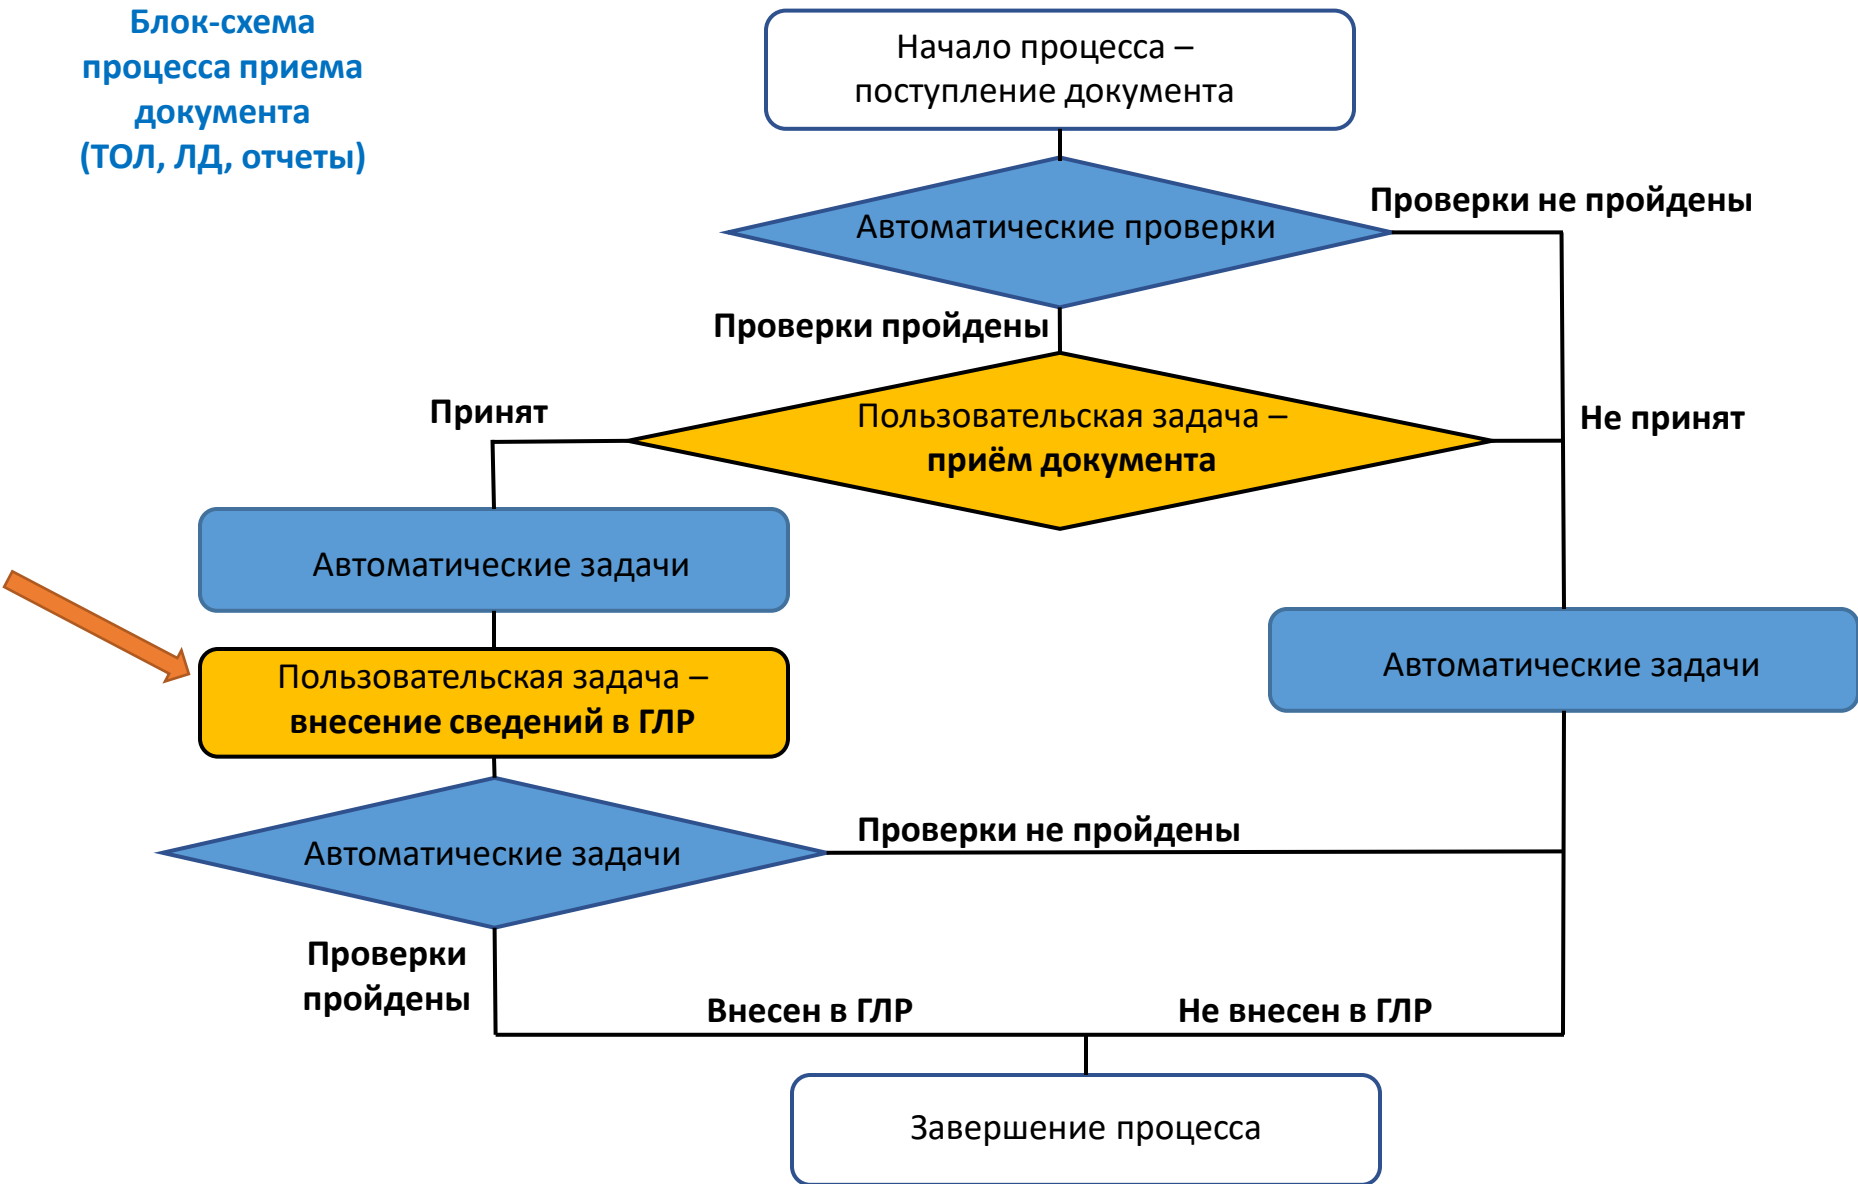 Блок-схема
процесса приема
документа
(ТОЛ, ЛД, отчеты)
Начало процесса –
поступление документа
Автоматические проверки
Проверки не пройдены
Проверки пройдены
Принят
Пользовательская задача –
приём документа
Не принят
Автоматические задачи
Пользовательская задача –
внесение сведений в ГЛР
Автоматические задачи
Автоматические задачи
Проверки не пройдены
Проверки
пройдены
Внесен в ГЛР
Не внесен в ГЛР
Завершение процесса